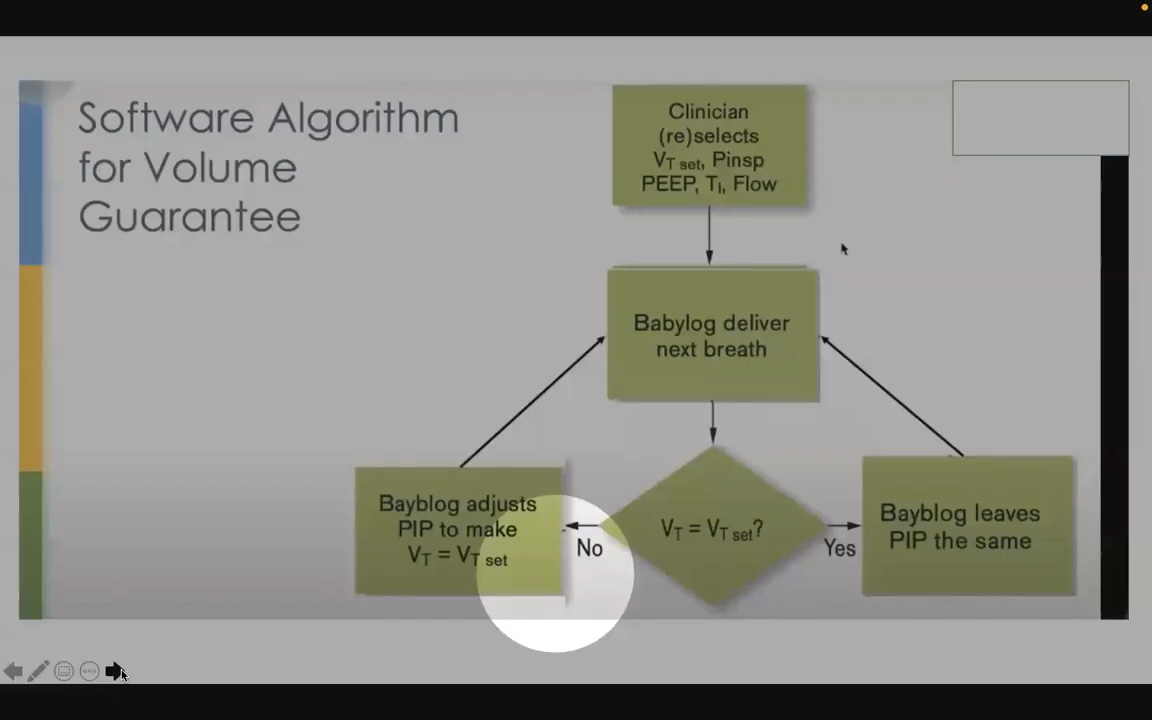 Software Algorithm
for Volume
Guarantee
Clinician
(re)selects
VT set, Pinsp
PEEP, TI, Flow
Babylog deliver
next breath
Bayblog adjusts
PIP to make
VT = VT set
No
VT = VT set?
Yes
Bayblog leaves
PIP the same